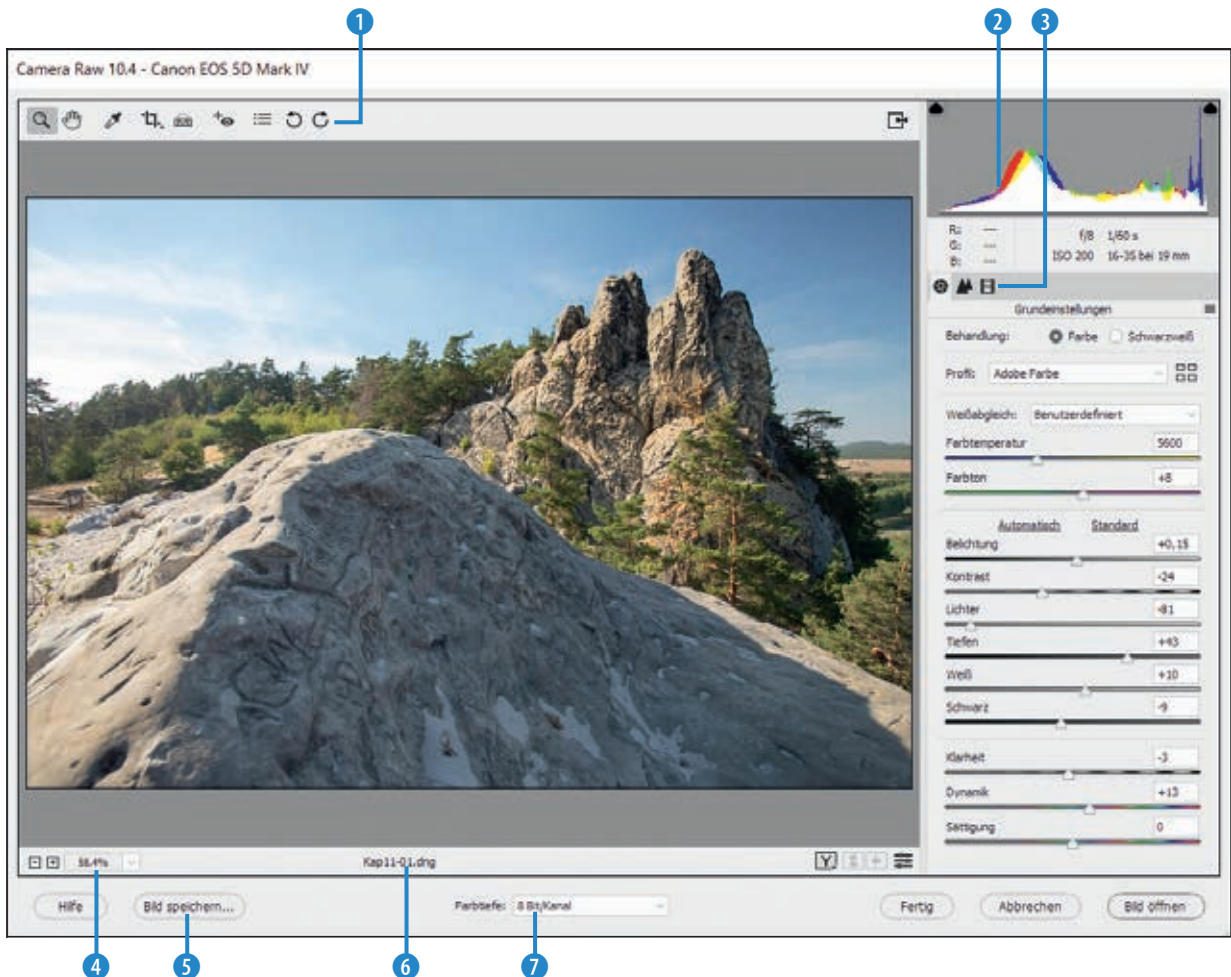 1
2
3
Camera Raw 10.4 - Canon EOS 5D Mark IV
R: ---
G: ---
B: ---
f/8 1/60 s
ISO 200 16-35 bei 19 mm
Grundeinstellungen
Behandlung: Farbe Schwarzweiß
Profil: Adobe Farbe
Weißabgleich: Benutzerdefiniert
Farbtemperatur 5600
Farbton +8
Automatisch Standard
Belichtung +0,15
Kontrast -24
Lichter -81
Tiefen +43
Weiß +10
Schwarz -9
Klarheit -3
Dynamik +13
Sättigung 0
58,4% Kap11-01.dng Y
Hilfe Bild speichern... Farbtiefe: 8 Bit/Kanal Fertig Abbrechen Bild öffnen
4
5
6
7